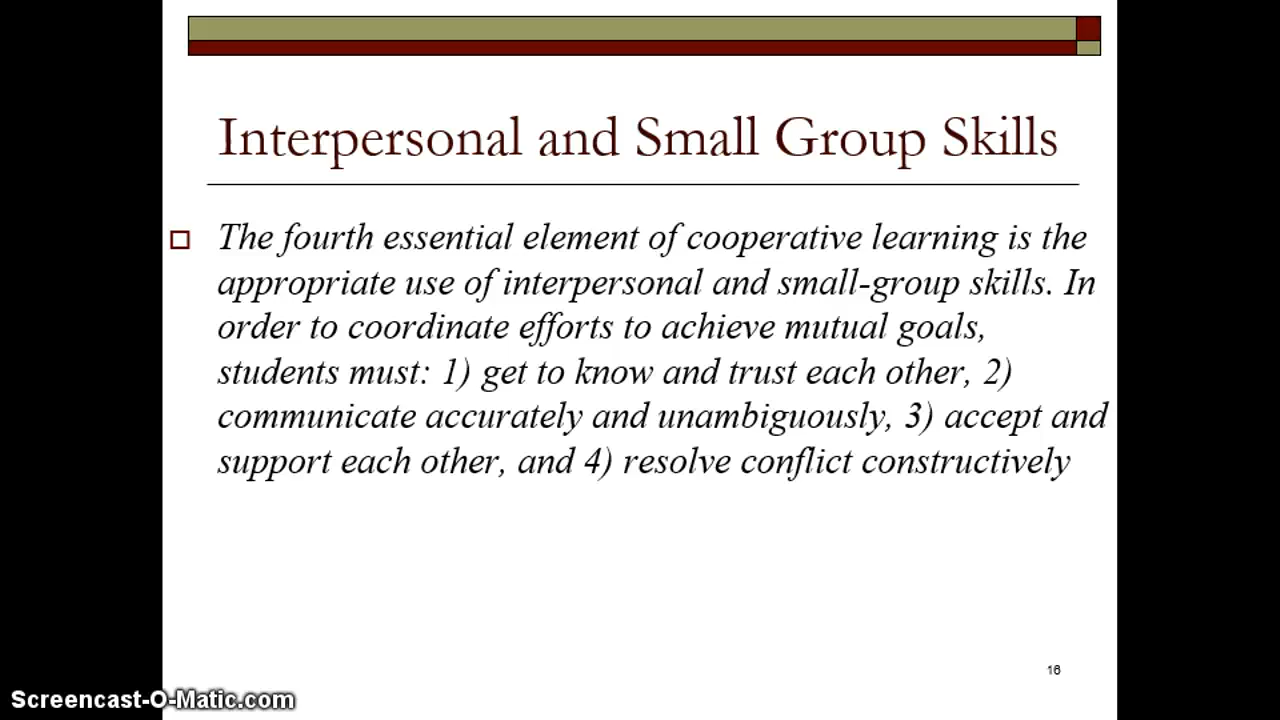 Interpersonal and Small Group Skills
The fourth essential element of cooperative learning is the
appropriate use of interpersonal and small-group skills. In
order to coordinate efforts to achieve mutual goals,
students must: 1) get to know and trust each other, 2)
communicate accurately and unambiguously, 3) accept and
support each other, and 4) resolve conflict constructively
16
Screencast-O-Matic.com